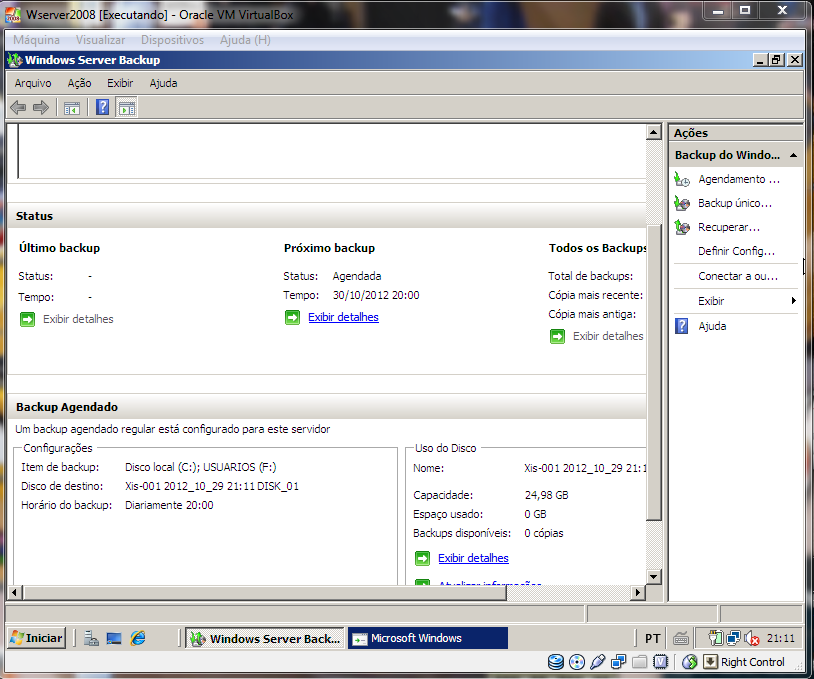 Wserver2008 [Executando] - Oracle VM VirtualBox
Máquina Visualizar Dispositivos Ajuda (H)
Windows Server Backup
Arquivo Ação Exibir Ajuda
Status
Último backup
Status: -
Tempo: -
Exibir detalhes
Próximo backup
Status: Agendada
Tempo: 30/10/2012 20:00
Exibir detalhes
Todos os Backups
Total de backups:
Cópia mais recente:
Cópia mais antiga:
Exibir detalhes
Backup Agendado
Um backup agendado regular está configurado para este servidor
Configurações
Item de backup: Disco local (C:); USUARIOS (F:)
Disco de destino: Xis-001 2012_10_29 21:11 DISK_01
Horário do backup: Diariamente 20:00
Uso do Disco
Nome: Xis-001 2012_10_29 21:1
Capacidade: 24,98 GB
Espaço usado: 0 GB
Backups disponíveis: 0 cópias
Exibir detalhes
Atualizar informações
Ações
Backup do Windo...
Agendamento ...
Backup único...
Recuperar...
Definir Config...
Conectar a ou...
Exibir
Ajuda
Iniciar
Windows Server Back...
Microsoft Windows
PT
21:11
Right Control